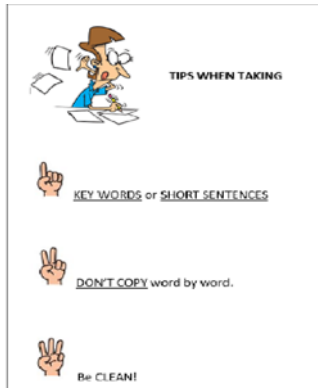 TIPS WHEN TAKING
KEY WORDS or SHORT SENTENCES
DON'T COPY word by word.
Be CLEAN!